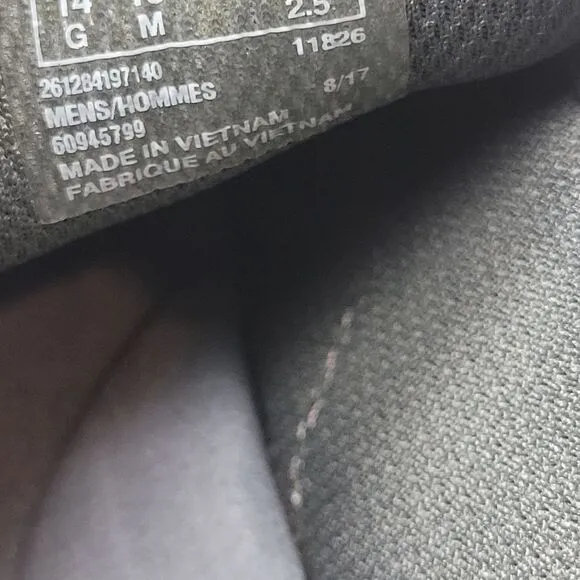 14 2.5
G M
11826
261284197140
MENS/HOMMES 8/17
60945799
MADE IN VIETNAM
FABRIQUE AU VIETNAM